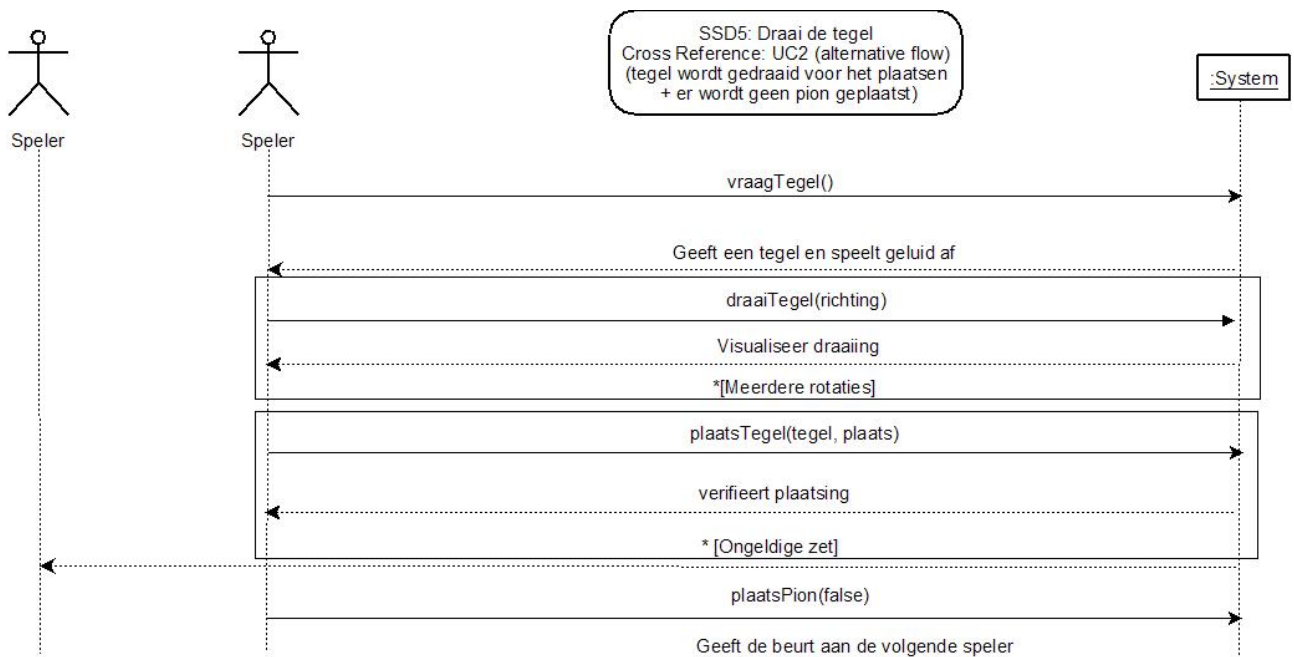 SSD5: Draai de tegel
Cross Reference: UC2 (alternative flow)
(tegel wordt gedraaid voor het plaatsen
+ er wordt geen pion geplaatst)
:System
Speler
Speler
vraagTegel()
Geeft een tegel en speelt geluid af
draaiTegel(richting)
Visualiseer draaiing
*[Meerdere rotaties]
plaatsTegel(tegel, plaats)
verifieert plaatsing
* [Ongeldige zet]
plaatsPion(false)
Geeft de beurt aan de volgende speler